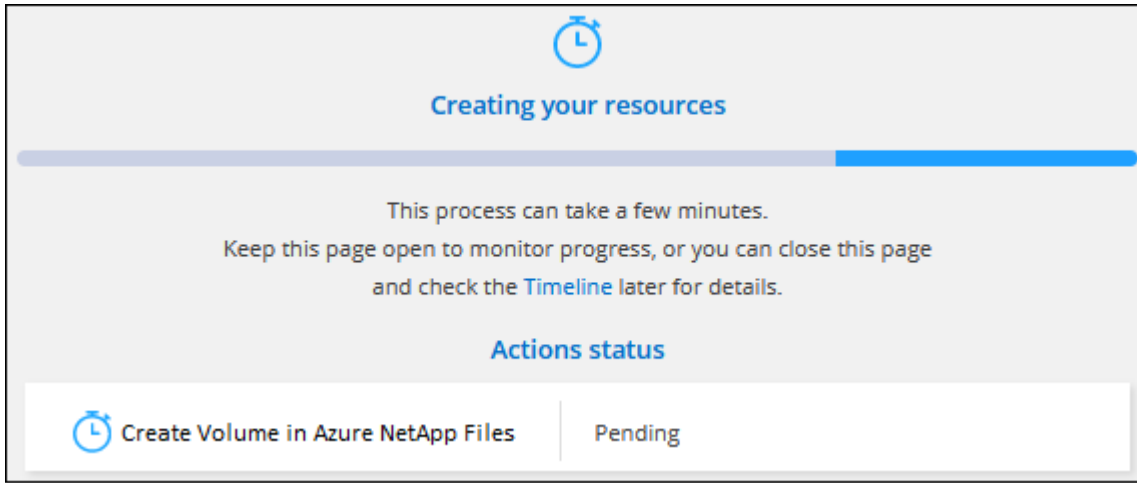 Creating your resources
This process can take a few minutes.
Keep this page open to monitor progress, or you can close this page
and check the Timeline later for details.
Actions status
Create Volume in Azure NetApp Files
Pending